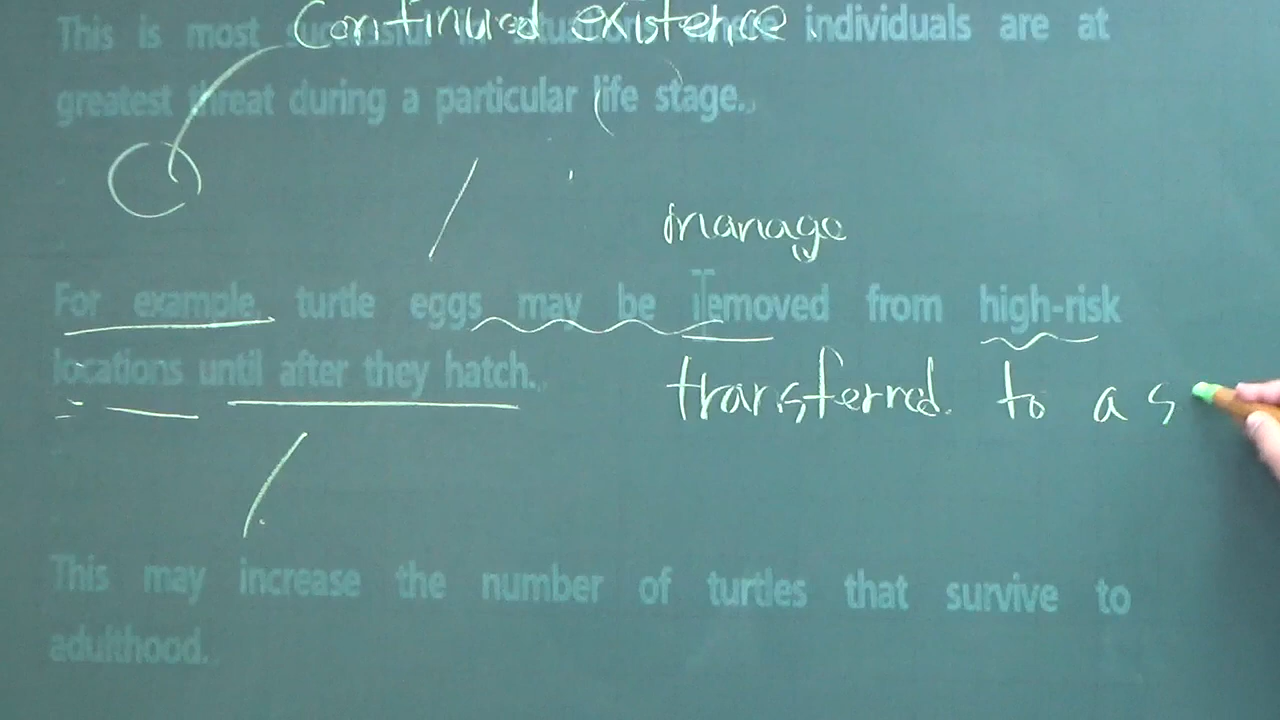 Continued existence.
This is most successful in situations where individuals are at
greatest threat during a particular life stage.
manage
For example, turtle eggs may be removed from high-risk
locations until after they hatch.
transferred. to a s
This may increase the number of turtles that survive to
adulthood.